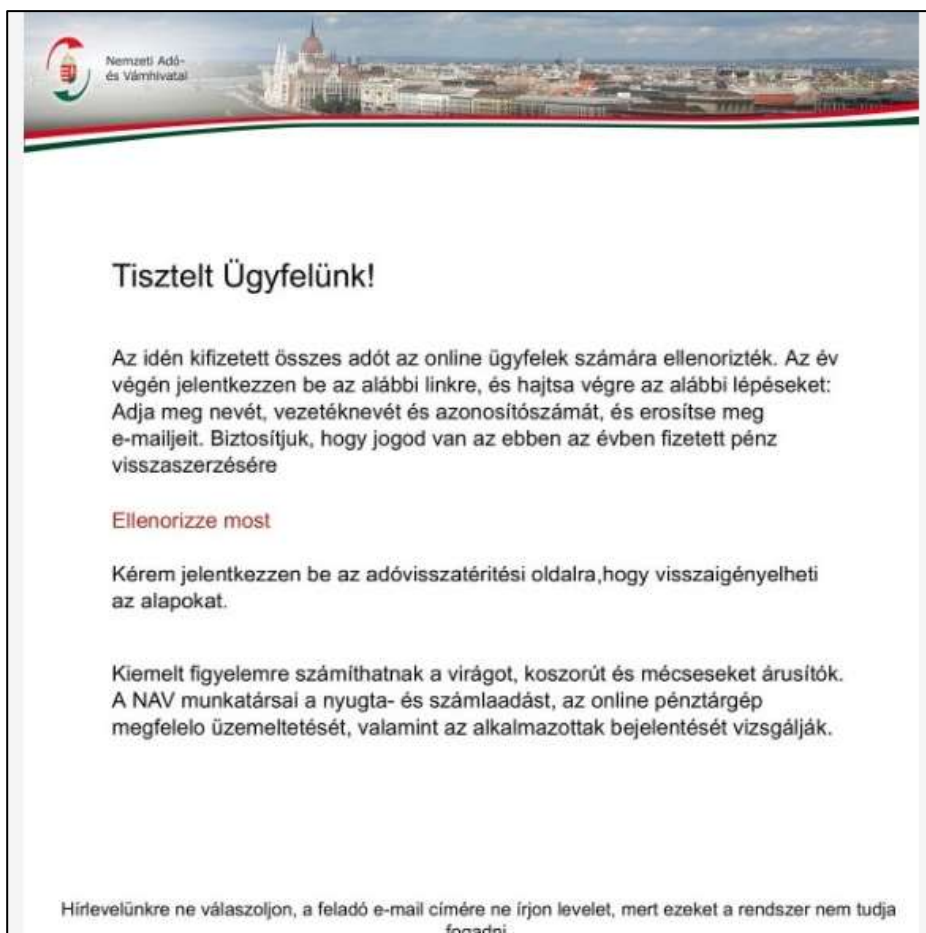 Nemzeti Adó-
és Vámhivatal
Tisztelt Ügyfelünk!
Az idén kifizetett összes adót az online ügyfelek számára ellenorizték. Az év
végén jelentkezzen be az alábbi linkre, és hajtsa végre az alábbi lépéseket:
Adja meg nevét, vezetéknevét és azonosítószámát, és erosítse meg
e-mailjeit. Biztosítjuk, hogy jogod van az ebben az évben fizetett pénz
visszaszerzésére
Ellenorizze most
Kérem jelentkezzen be az adóvisszatéritési oldalra,hogy visszaigényelheti
az alapokat.
Kiemelt figyelemre számíthatnak a virágot, koszorút és mécseseket árusítók.
A NAV munkatársai a nyugta- és számlaadást, az online pénztárgép
megfelelo üzemeltetését, valamint az alkalmazottak bejelentését vizsgálják.
Hírlevelünkre ne válaszoljon, a feladó e-mail címére ne írjon levelet, mert ezeket a rendszer nem tudja
fogadni